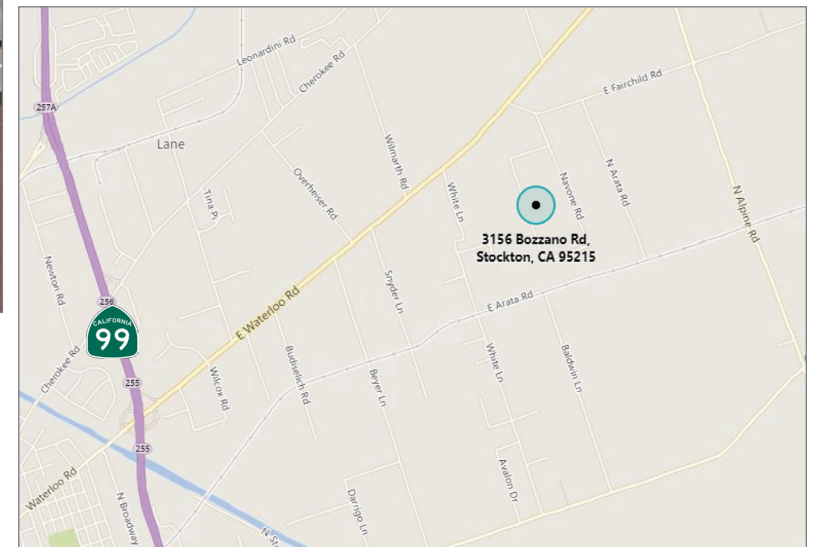 Leonardini Rd
Cherokee Rd
E Fairchild Rd
257A
Lane
Wilmarth Rd
Overheiser Rd
Tina Pl
White Ln
Navone Rd
N Arata Rd
N Alpine Rd
3156 Bozzano Rd,
Stockton, CA 95215
Newton Rd
256
CALIFORNIA
99
E Waterloo Rd
Snyder Ln
E Arata Rd
Cherokee Rd
255
Wilcox Rd
Budiselich Rd
Beyer Ln
White Ln
Baldwin Ln
255
Waterloo Rd
N Broadway
Darrigo Ln
Avalon Dr